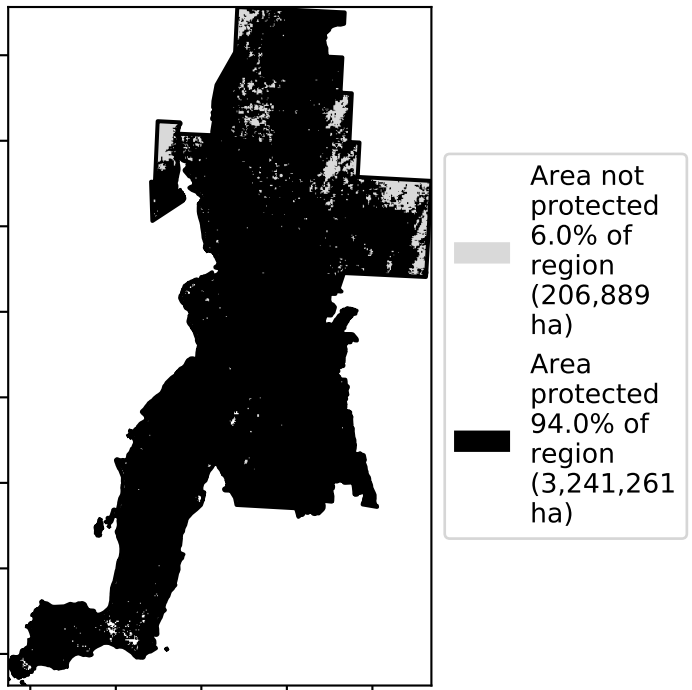 Area not
protected
6.0% of
region
(206,889
ha)
Area
protected
94.0% of
region
(3,241,261
ha)